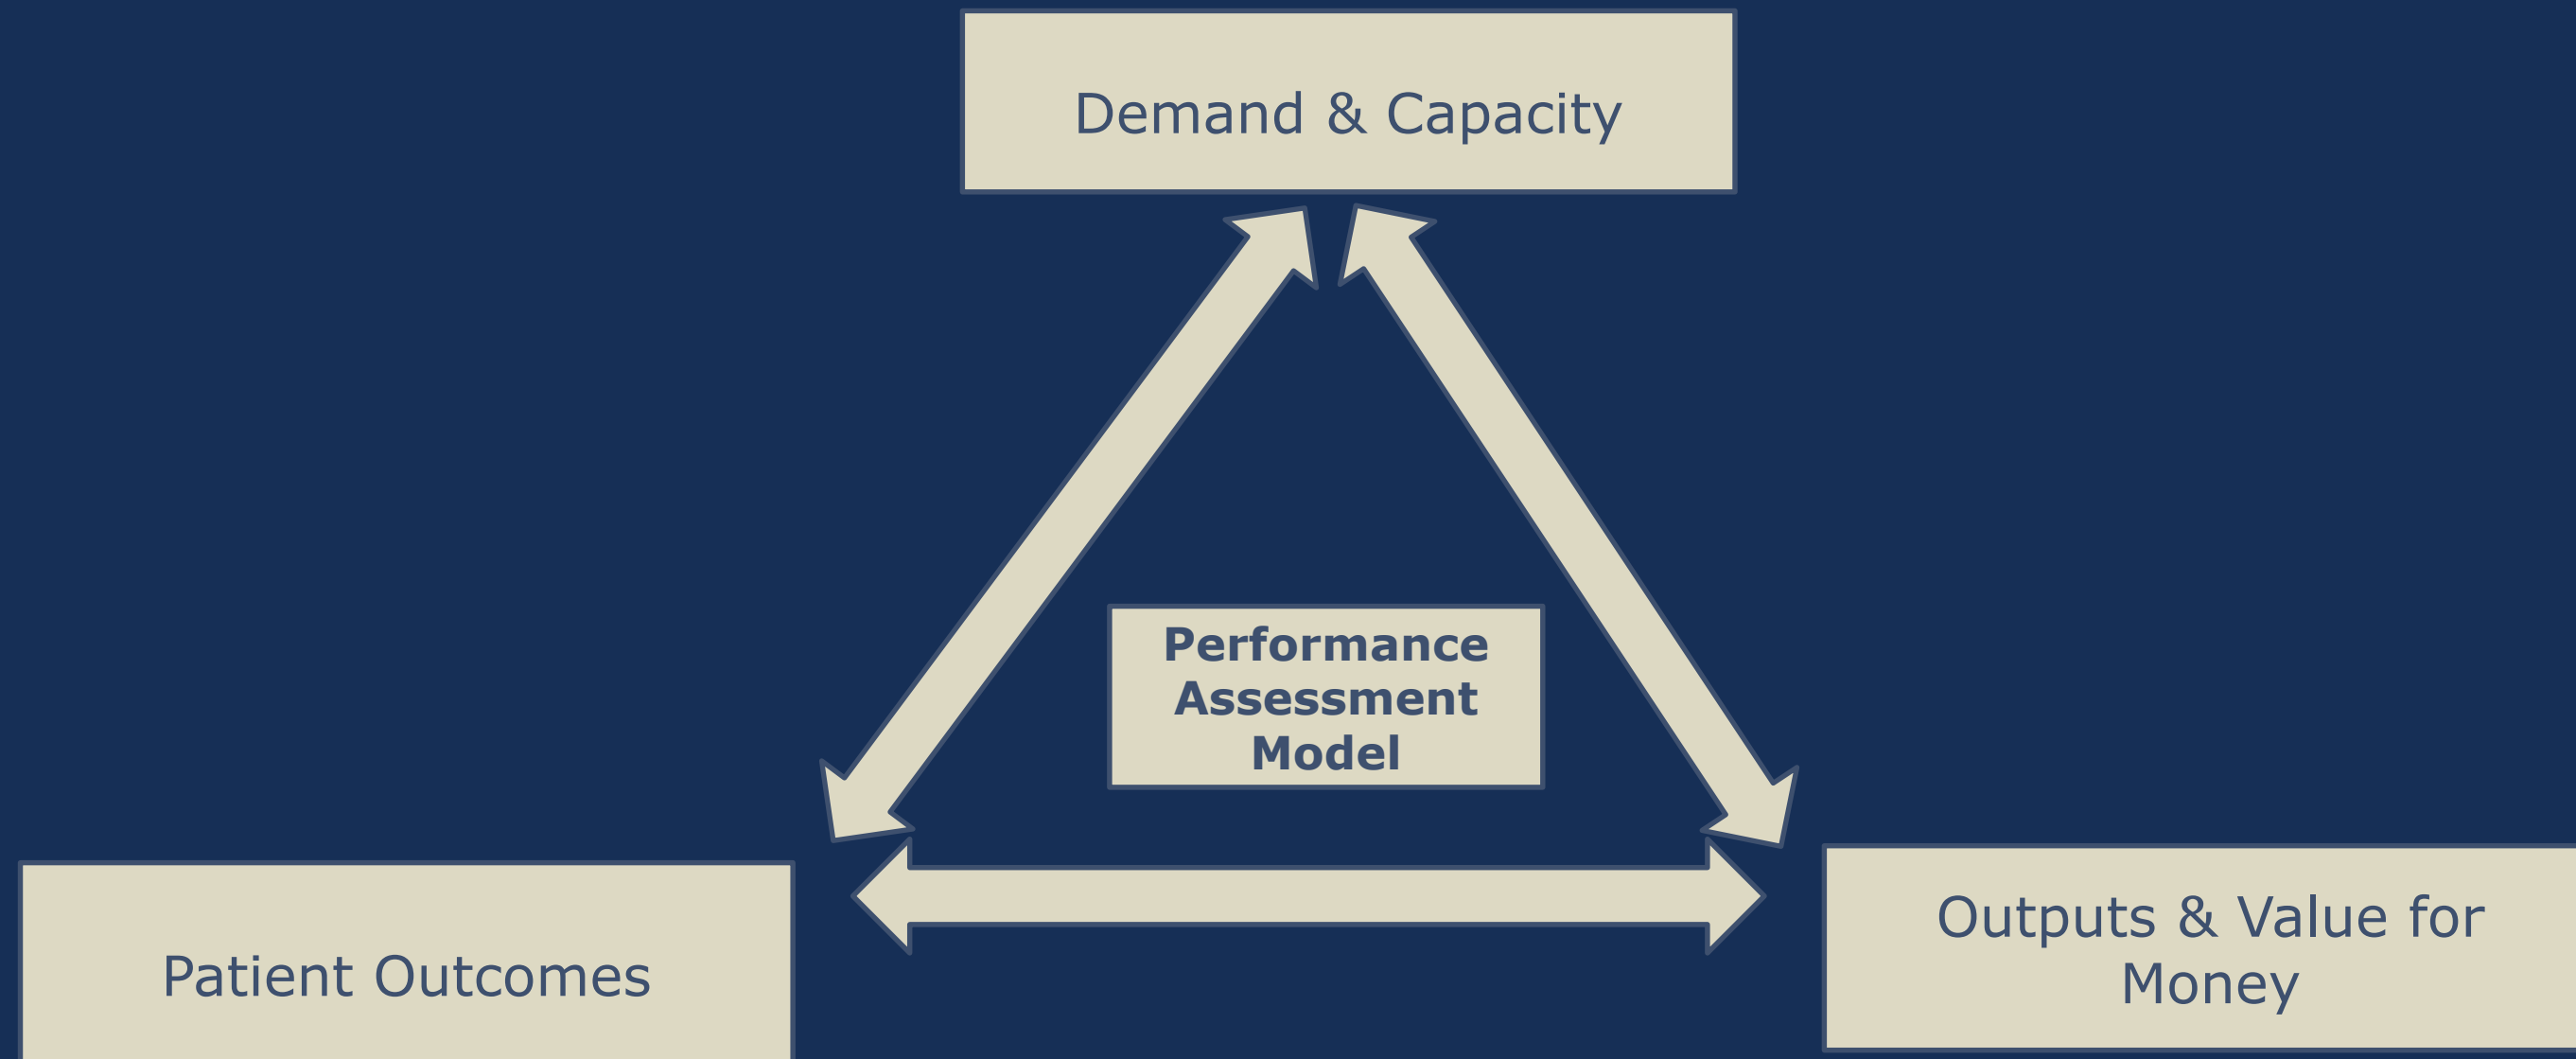 Demand & Capacity
Performance
Assessment
Model
Patient Outcomes
Outputs & Value for
Money